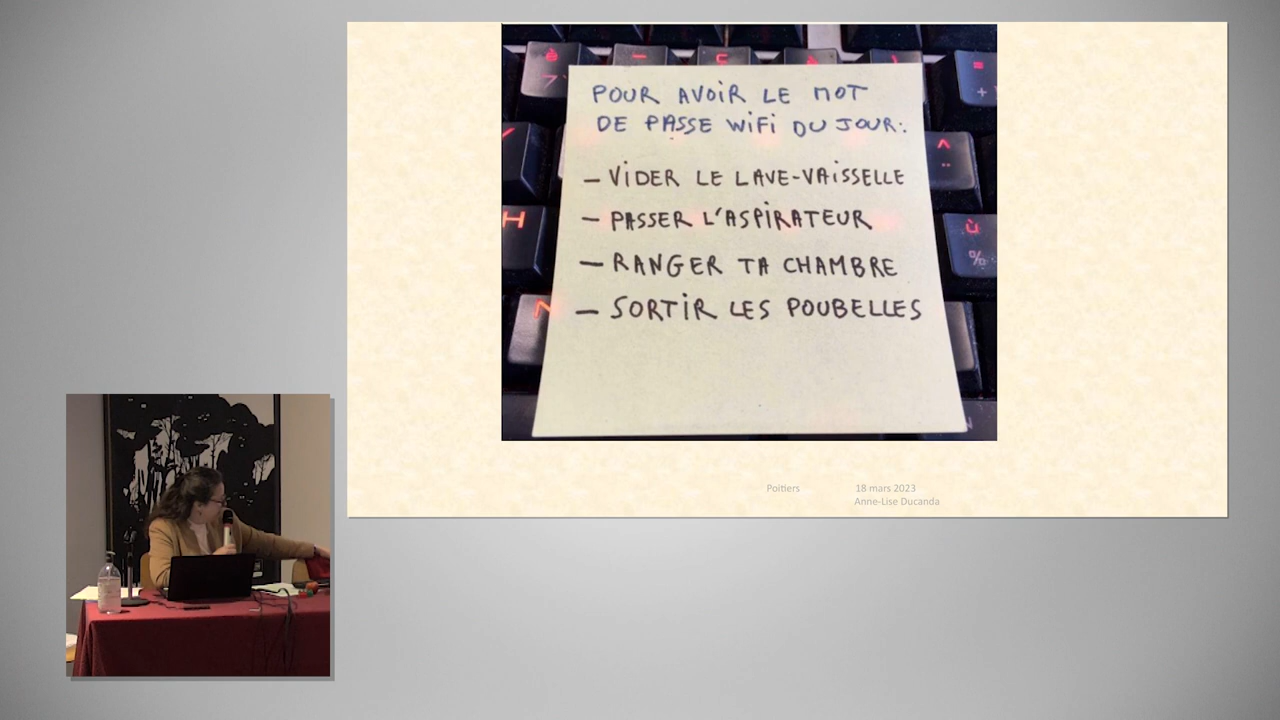 POUR AVOIR LE MOT
DE PASSE WIFI DU JOUR:
– VIDER LE LAVE-VAISSELLE
– PASSER L'ASPIRATEUR
– RANGER TA CHAMBRE
– SORTIR LES POUBELLES
è
7
–
ç
à
)
=
+
^
¨
H
ù
%
N
Poitiers 18 mars 2023
Anne-Lise Ducanda